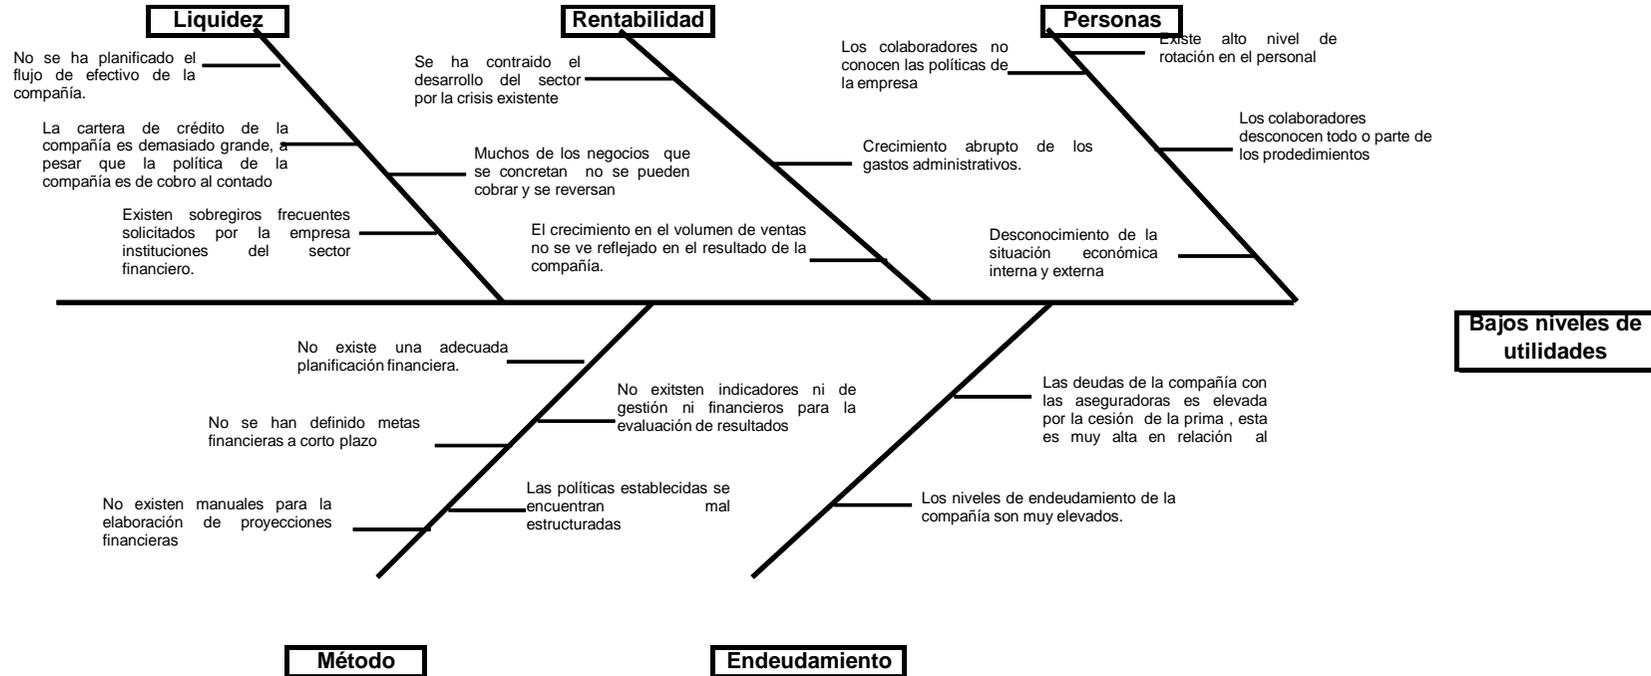 Liquidez
Rentabilidad
Personas
No se ha planificado el
flujo de efectivo de la
compañía.
La cartera de crédito de la
compañía es demasiado grande, a
pesar que la política de la
compañía es de cobro al contado
Existen sobregiros frecuentes
solicitados por la empresa
instituciones del sector
financiero.
Muchos de los negocios que
se concretan no se pueden
cobrar y se reversan
Se ha contraido el
desarrollo del sector
por la crisis existente
Crecimiento abrupto de los
gastos administrativos.
El crecimiento en el volumen de ventas
no se ve reflejado en el resultado de la
compañía.
Los colaboradores no
conocen las políticas de
la empresa
Existe alto nivel de
rotación en el personal
Los colaboradores
desconocen todo o parte de
los prodedimientos
Desconocimiento de la
situación económica
interna y externa
Bajos niveles de
utilidades
No existe una adecuada
planificación financiera.
No se han definido metas
financieras a corto plazo
No existen manuales para la
elaboración de proyecciones
financieras
No exitsten indicadores ni de
gestión ni financieros para la
evaluación de resultados
Las políticas establecidas se
encuentran mal
estructuradas
Las deudas de la compañía con
las aseguradoras es elevada
por la cesión de la prima , esta
es muy alta en relación al
Los niveles de endeudamiento de la
compañía son muy elevados.
Método
Endeudamiento